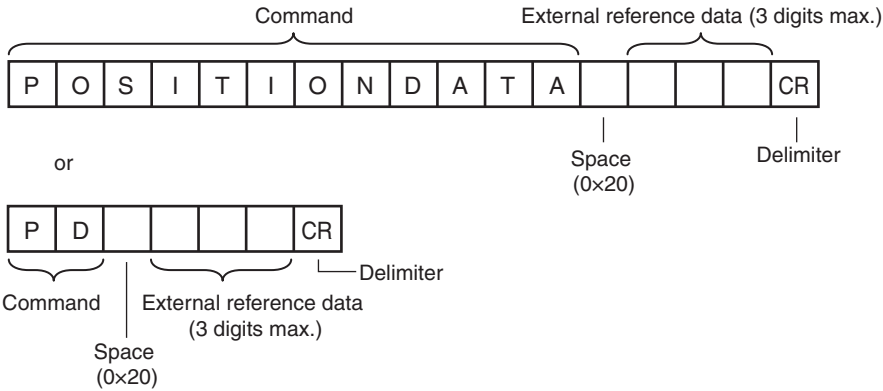 Command
External reference data (3 digits max.)
P O S I T I O N D A T A CR
Space
(0×20)
Delimiter
or
P D CR
Delimiter
Command
External reference data
(3 digits max.)
Space
(0×20)